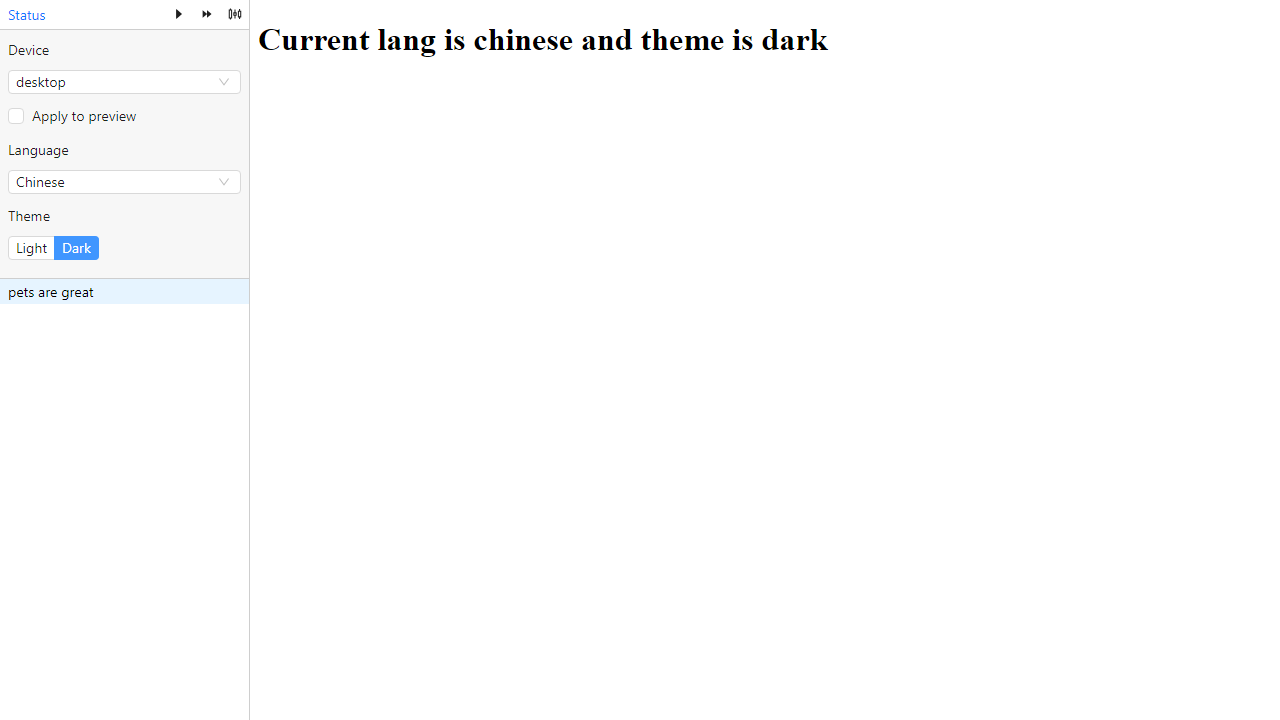 Status
Device
desktop
Apply to preview
Language
Chinese
Theme
Light Dark
pets are great
Current lang is chinese and theme is dark